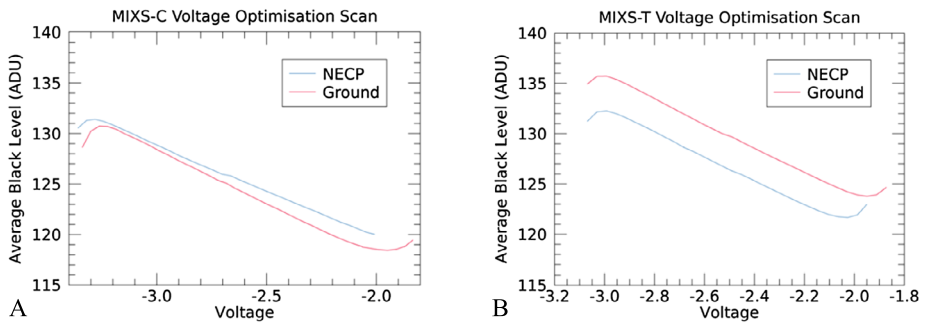 MIXS-C Voltage Optimisation Scan
140
135
130
125
120
115
Average Black Level (ADU)
NECP
Ground
-3.0
-2.5
-2.0
Voltage
A
MIXS-T Voltage Optimisation Scan
140
135
130
125
120
115
Average Black Level (ADU)
NECP
Ground
-3.2
-3.0
-2.8
-2.6
-2.4
-2.2
-2.0
-1.8
Voltage
B